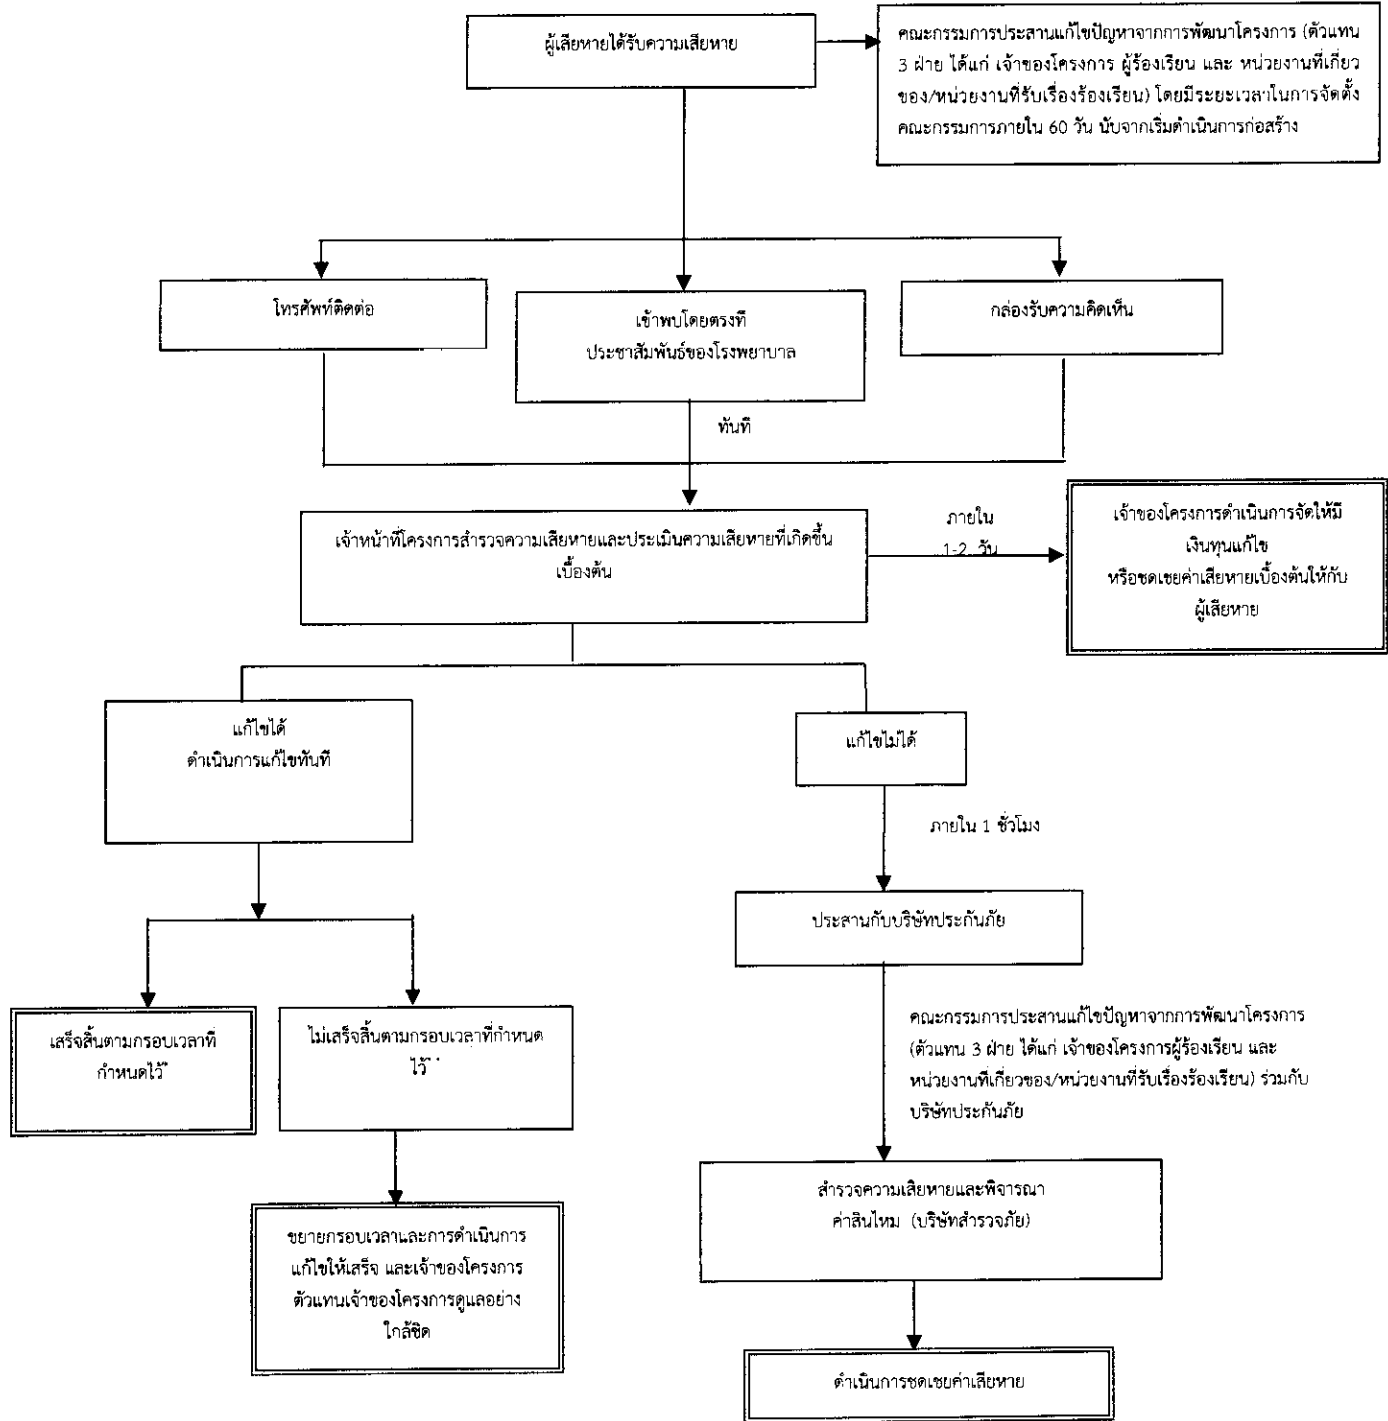 ผู้เสียหายได้รับความเสียหาย
คณะกรรมการประสานแก้ไขปัญหาจากการพัฒนาโครงการ (ตัวแทน
3 ฝ่าย ได้แก่ เจ้าของโครงการ ผู้ร้องเรียน และ หน่วยงานที่เกี่ยว
ของ/หน่วยงานที่รับเรื่องร้องเรียน) โดยมีระยะเวลาในการจัดตั้ง
คณะกรรมการภายใน 60 วัน นับจากเริ่มดำเนินการก่อสร้าง
โทรศัพท์ติดต่อ
เข้าพบโดยตรงที่
ประชาสัมพันธ์ของโรงพยาบาล
กล่องรับความคิดเห็น
ทันที
เจ้าหน้าที่โครงการสำรวจความเสียหายและประเมินความเสียหายที่เกิดขึ้น
เบื้องต้น
ภายใน
1-2 วัน
เจ้าของโครงการดำเนินการจัดให้มี
เงินทุนแก้ไข
หรือชดเชยค่าเสียหายเบื้องต้นให้กับ
ผู้เสียหาย
แก้ไขได้
ดำเนินการแก้ไขทันที
แก้ไขไม่ได้
ภายใน 1 ชั่วโมง
ประสานกับบริษัทประกันภัย
เสร็จสิ้นตามกรอบเวลาที่
กำหนดไว้*
ไม่เสร็จสิ้นตามกรอบเวลาที่กำหนด
ไว้**
คณะกรรมการประสานแก้ไขปัญหาจากการพัฒนาโครงการ
(ตัวแทน 3 ฝ่าย ได้แก่ เจ้าของโครงการผู้ร้องเรียน และ
หน่วยงานที่เกี่ยวของ/หน่วยงานที่รับเรื่องร้องเรียน) ร่วมกับ
บริษัทประกันภัย
สำรวจความเสียหายและพิจารณา
ค่าสินไหม (บริษัทสำรวจภัย)
ขยายกรอบเวลาและการดำเนินการ
แก้ไขให้เสร็จ และเจ้าของโครงการ
ตัวแทนเจ้าของโครงการดูแลอย่าง
ใกล้ชิด
ดำเนินการชดเชยค่าเสียหาย